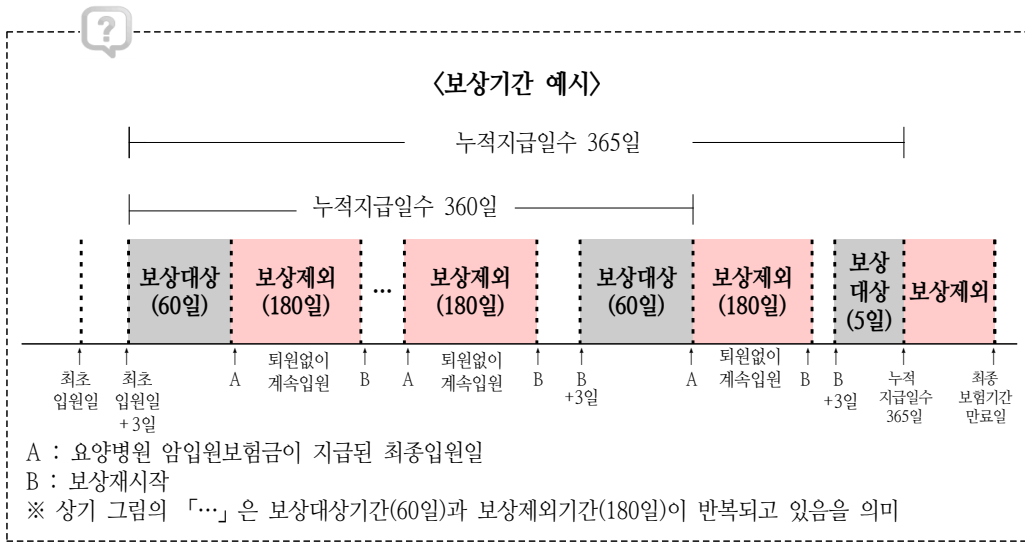 ?
〈보상기간 예시〉
누적지급일수 365일
누적지급일수 360일
보상대상
(60일)
보상제외
(180일)
…
보상제외
(180일)
보상대상
(60일)
보상제외
(180일)
보상
대상
(5일)
보상제외
최초
입원일
최초
입원일
+3일
A
퇴원없이
계속입원
B
A
퇴원없이
계속입원
B
B
+3일
A
퇴원없이
계속입원
B
B
+3일
누적
지급일수
365일
최종
보험기간
만료일
A : 요양병원 암입원보험금이 지급된 최종입원일
B : 보상재시작
※ 상기 그림의 「…」은 보상대상기간(60일)과 보상제외기간(180일)이 반복되고 있음을 의미